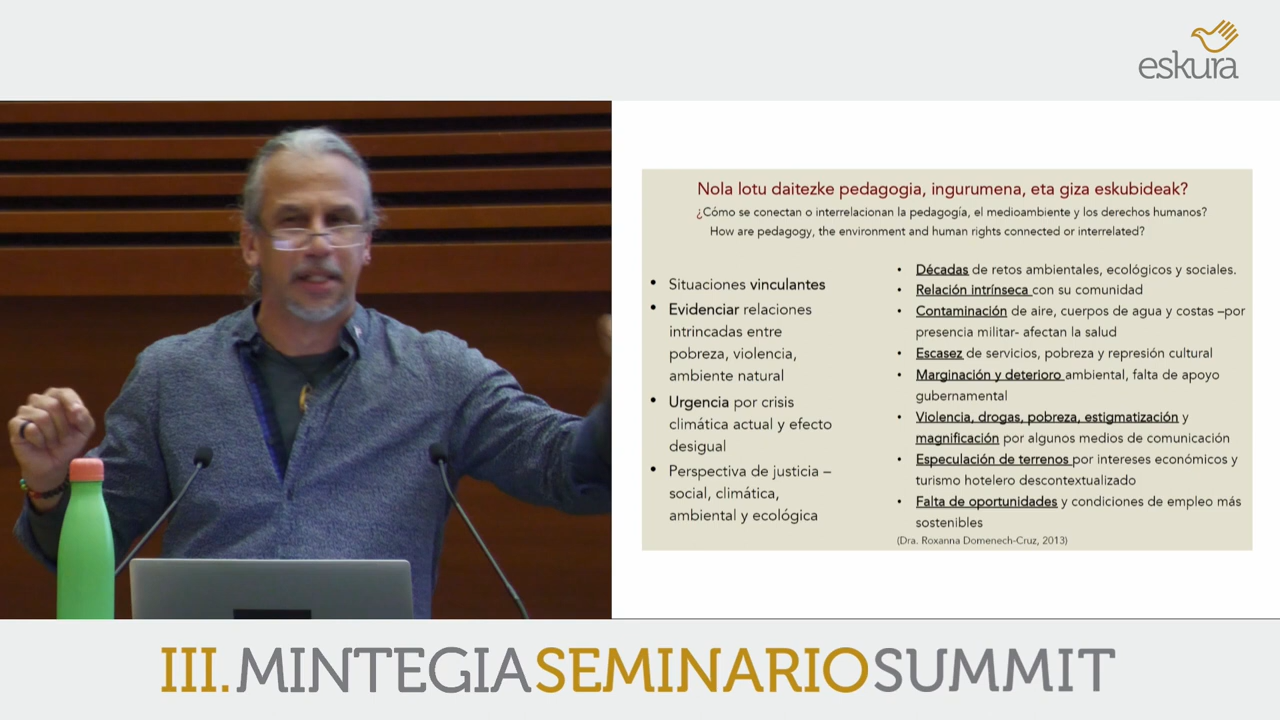 eskura
Nola lotu daitezke pedagogia, ingurumena, eta giza eskubideak?
¿Cómo se conectan o interrelacionan la pedagogía, el medioambiente y los derechos humanos?
How are pedagogy, the environment and human rights connected or interrelated?
• Situaciones vinculantes
• Evidenciar relaciones
intrincadas entre
pobreza, violencia,
ambiente natural
• Urgencia por crisis
climática actual y efecto
desigual
• Perspectiva de justicia –
social, climática,
ambiental y ecológica
• Décadas de retos ambientales, ecológicos y sociales.
• Relación intrínseca con su comunidad
• Contaminación de aire, cuerpos de agua y costas –por
presencia militar- afectan la salud
• Escasez de servicios, pobreza y represión cultural
• Marginación y deterioro ambiental, falta de apoyo
gubernamental
• Violencia, drogas, pobreza, estigmatización y
magnificación por algunos medios de comunicación
• Especulación de terrenos por intereses económicos y
turismo hotelero descontextualizado
• Falta de oportunidades y condiciones de empleo más
sostenibles
(Dra. Roxanna Domenech-Cruz, 2013)
III.MINTEGIASEMINARIOSUMMIT